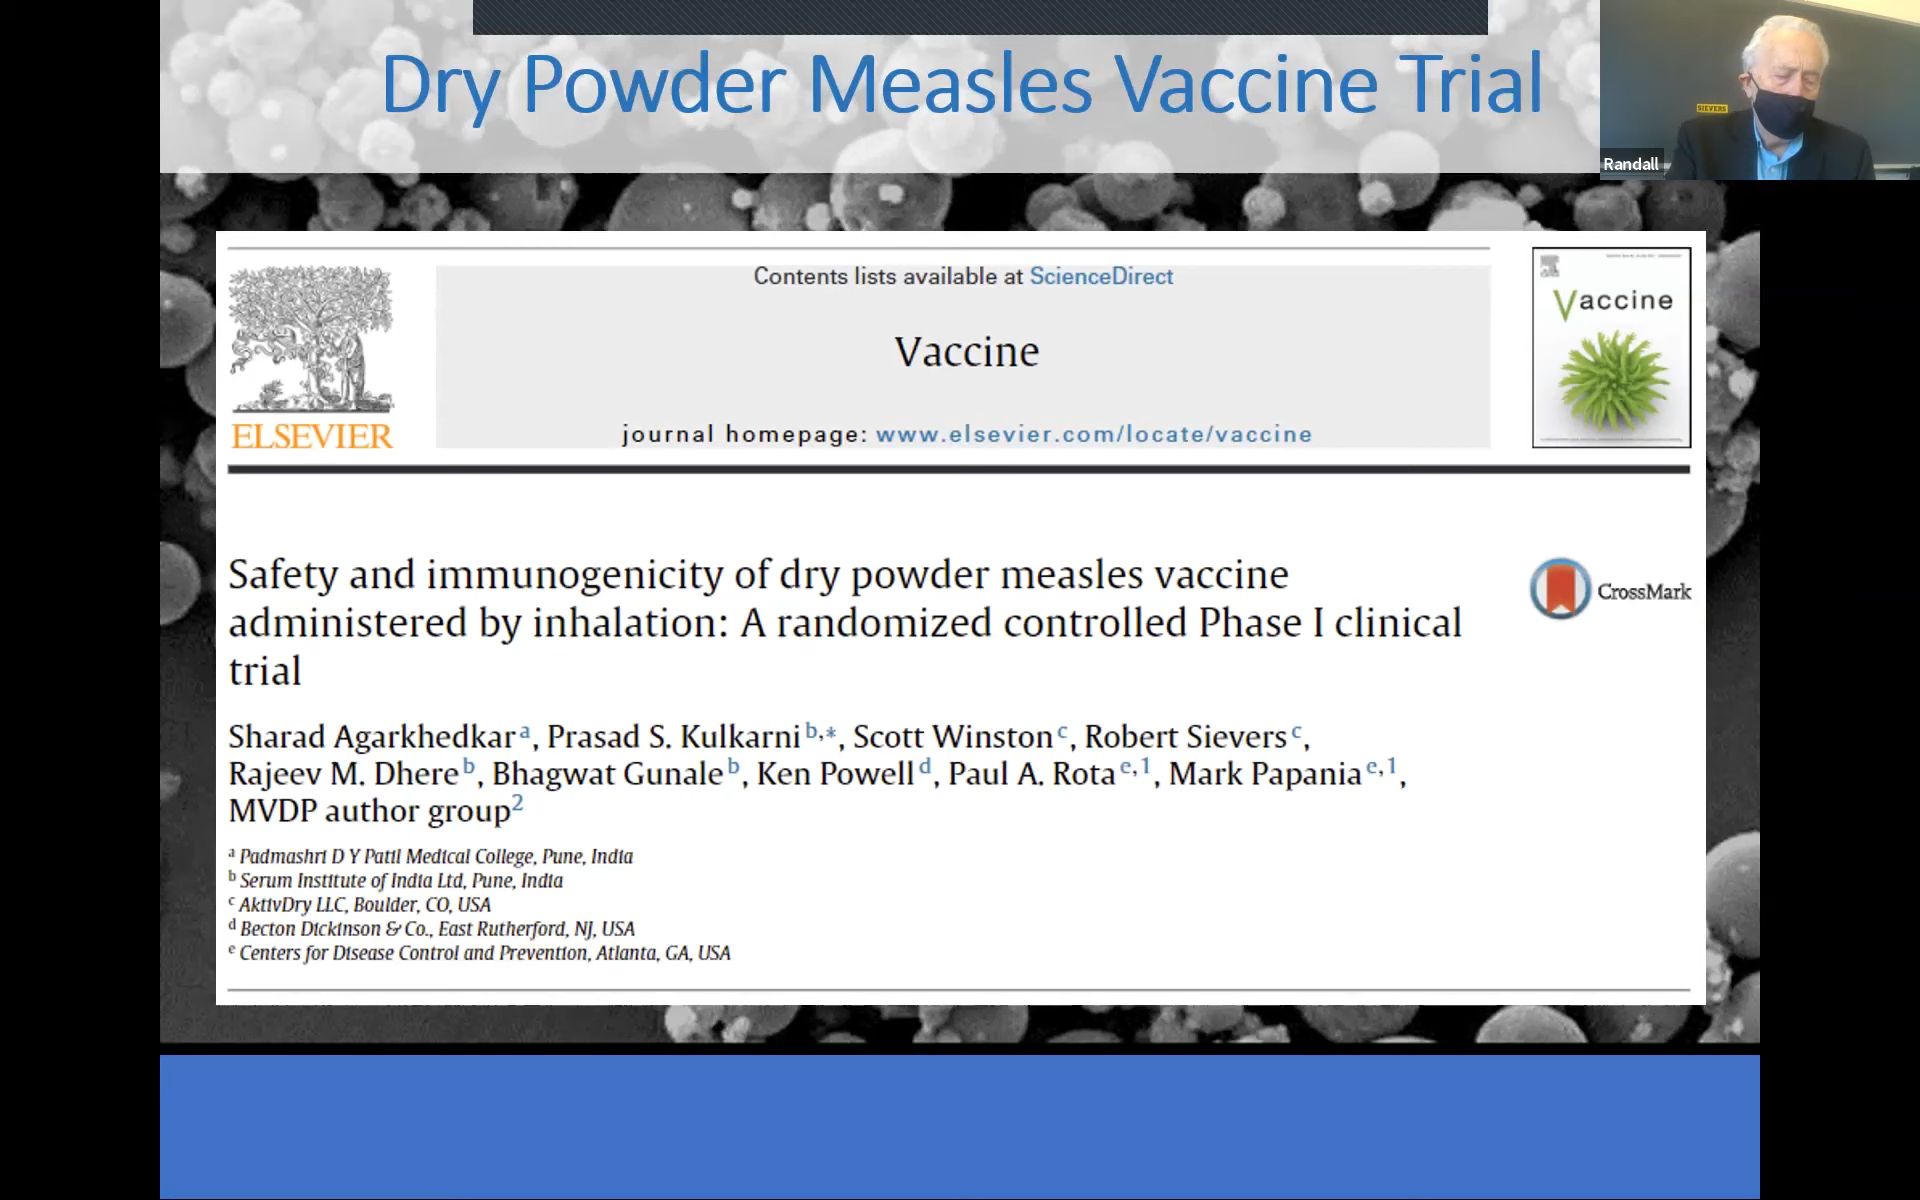 Dry Powder Measles Vaccine Trial
SIEVERS
Randall
Contents lists available at ScienceDirect
Vaccine
journal homepage: www.elsevier.com/locate/vaccine
ELSEVIER
Vaccine
Safety and immunogenicity of dry powder measles vaccine
administered by inhalation: A randomized controlled Phase I clinical
trial
CrossMark
Sharad Agarkhedkar a, Prasad S. Kulkarni b,*, Scott Winston c, Robert Sievers c,
Rajeev M. Dhere b, Bhagwat Gunale b, Ken Powell d, Paul A. Rota e,1, Mark Papania e,1,
MVDP author group 2
a Padmashri D Y Patil Medical College, Pune, India
b Serum Institute of India Ltd, Pune, India
c AktivDry LLC, Boulder, CO, USA
d Becton Dickinson & Co., East Rutherford, NJ, USA
e Centers for Disease Control and Prevention, Atlanta, GA, USA